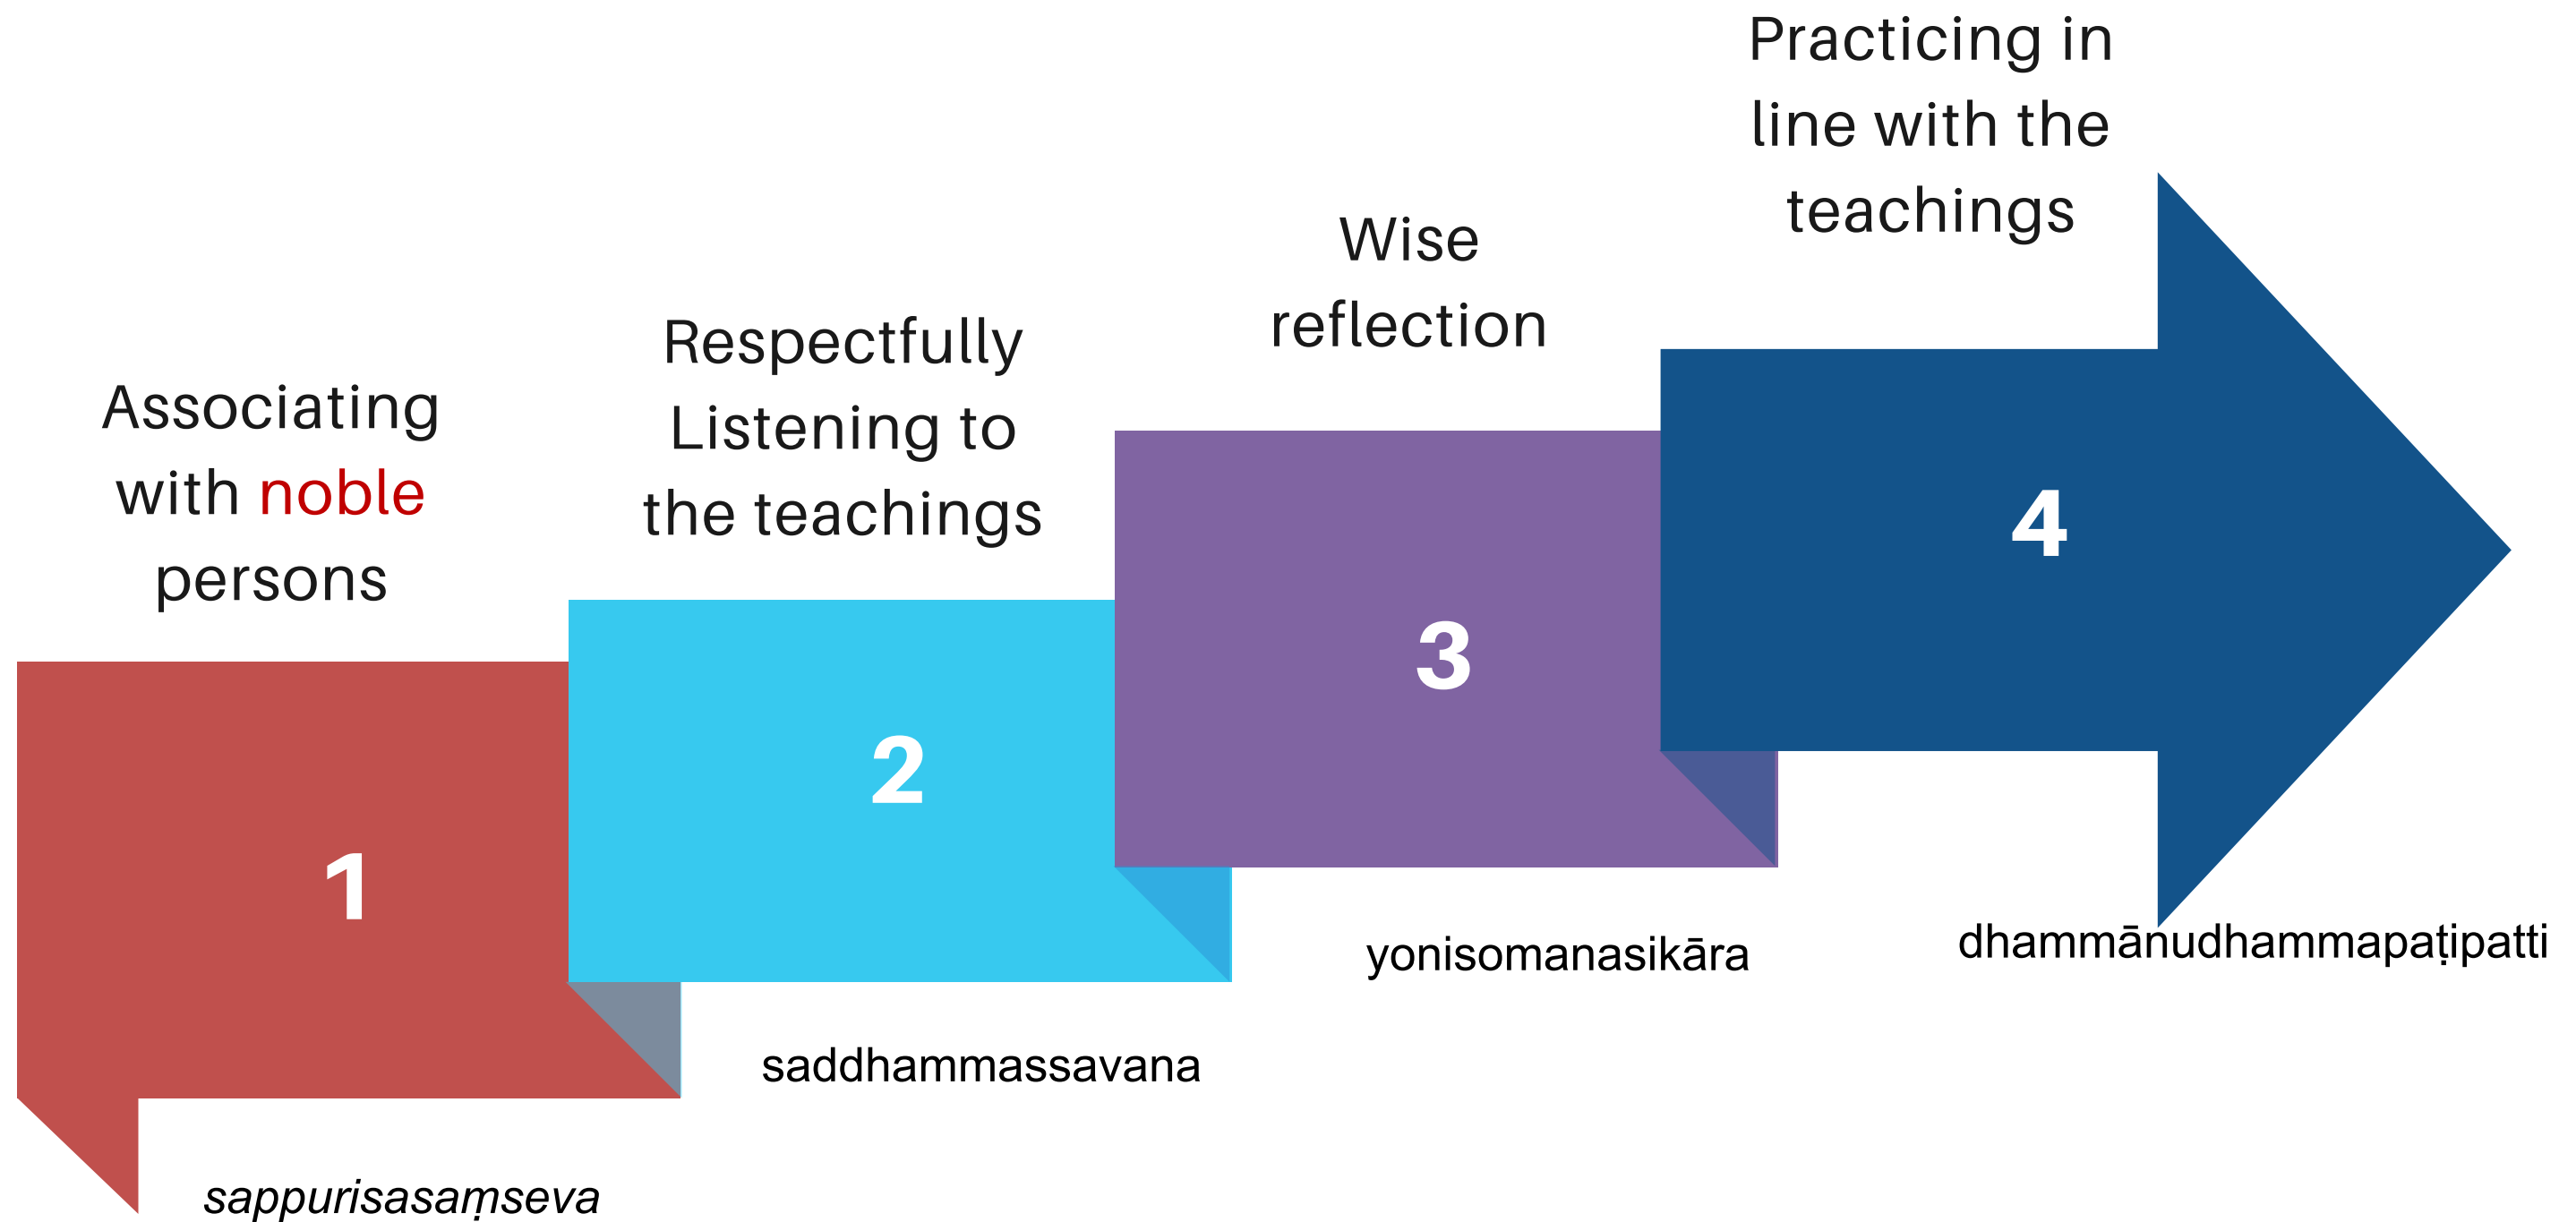 Associating
with noble
persons
1
sappurisasaṃseva
Respectfully
Listening to
the teachings
2
saddhammassavana
Wise
reflection
3
yonisomanasikāra
Practicing in
line with the
teachings
4
dhammānudhammapaṭipatti